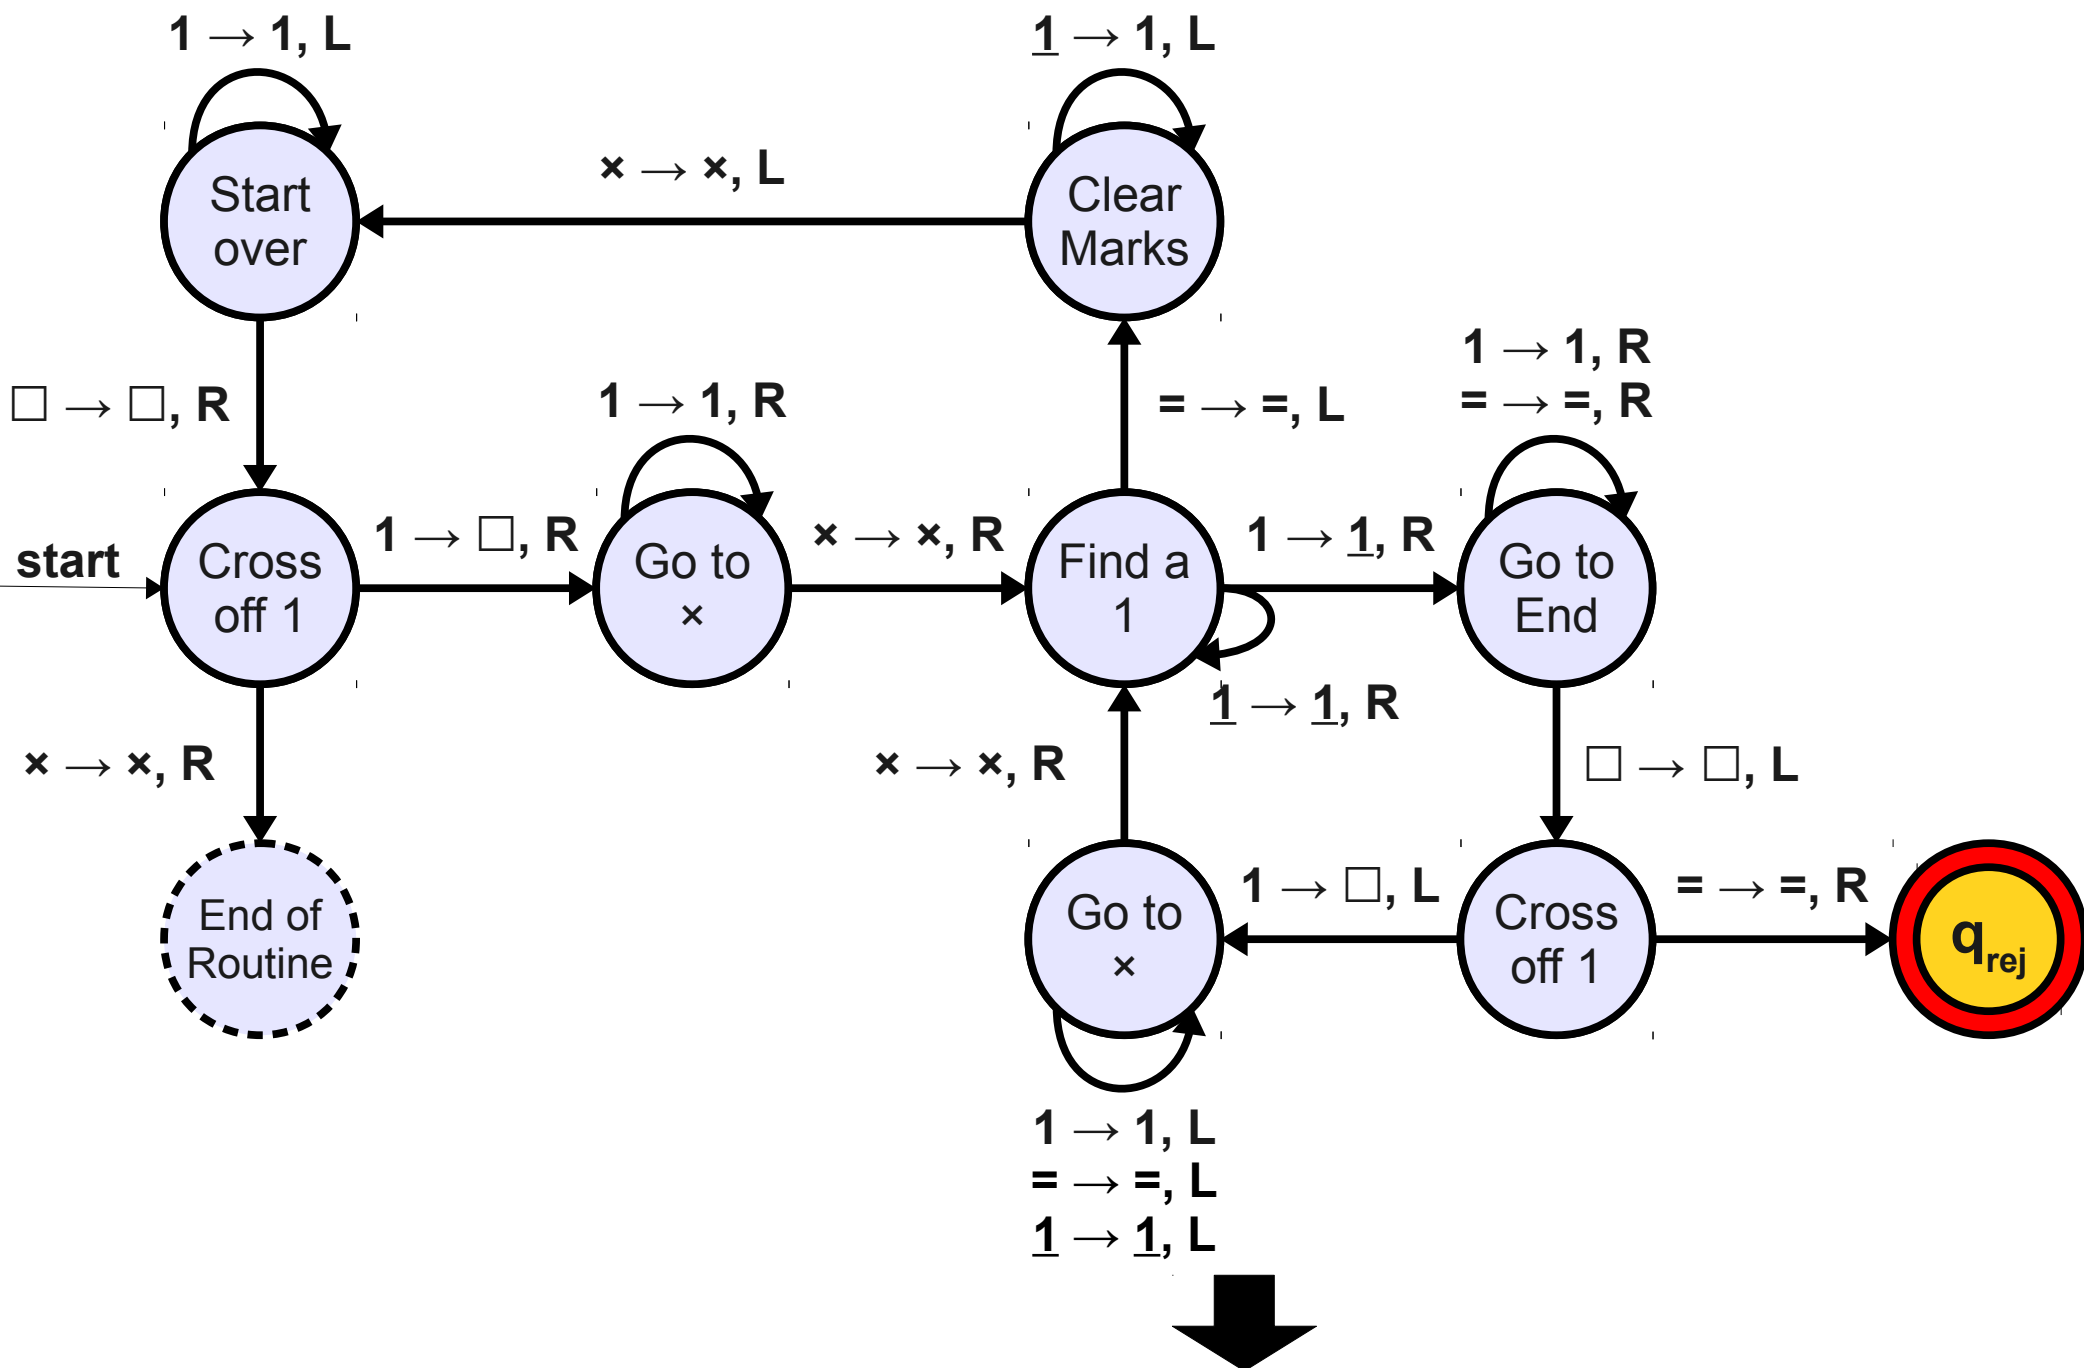 1 → 1, L
1 → 1, L
× → ×, L
Start
over
Clear
Marks
1 → 1, R
= → =, R
□ → □, R
1 → 1, R
= → =, L
start
Cross
off 1
1 → □, R
Go to
×
× → ×, R
Find a
1
1 → 1, R
Go to
End
1 → 1, R
× → ×, R
× → ×, R
□ → □, L
End of
Routine
Go to
×
1 → □, L
Cross
off 1
= → =, R
qrej
1 → 1, L
= → =, L
1 → 1, L